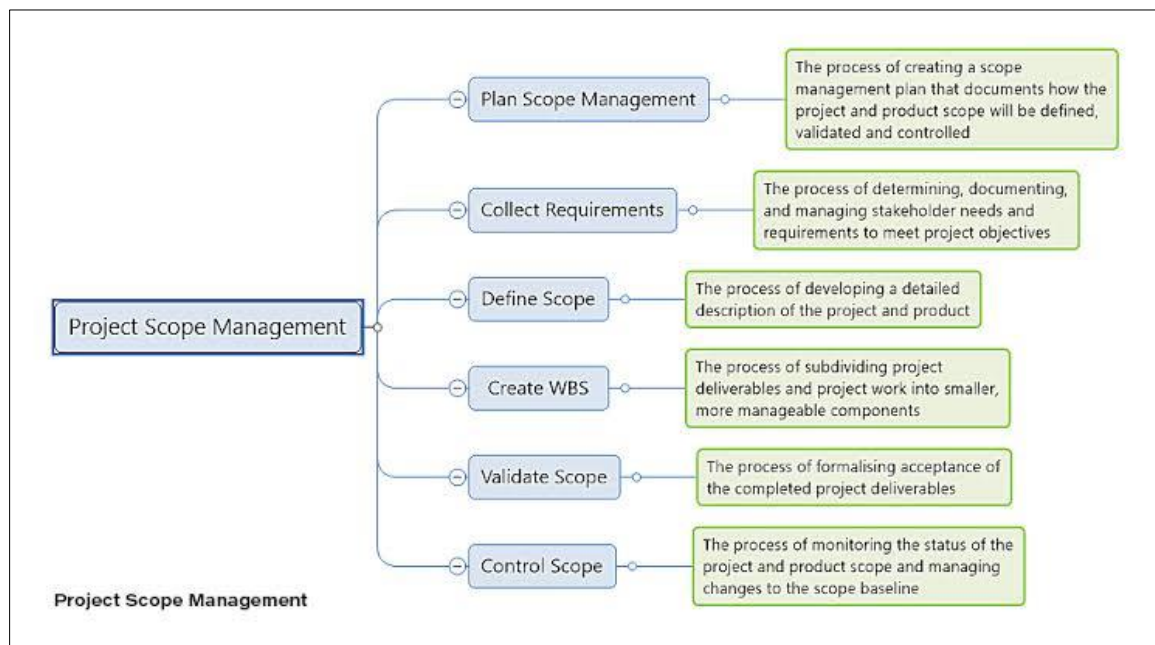 Project Scope Management
Plan Scope Management
The process of creating a scope
management plan that documents how the
project and product scope will be defined,
validated and controlled
Collect Requirements
The process of determining, documenting,
and managing stakeholder needs and
requirements to meet project objectives
Define Scope
The process of developing a detailed
description of the project and product
Create WBS
The process of subdividing project
deliverables and project work into smaller,
more manageable components
Validate Scope
The process of formalising acceptance of
the completed project deliverables
Control Scope
The process of monitoring the status of the
project and product scope and managing
changes to the scope baseline
Project Scope Management